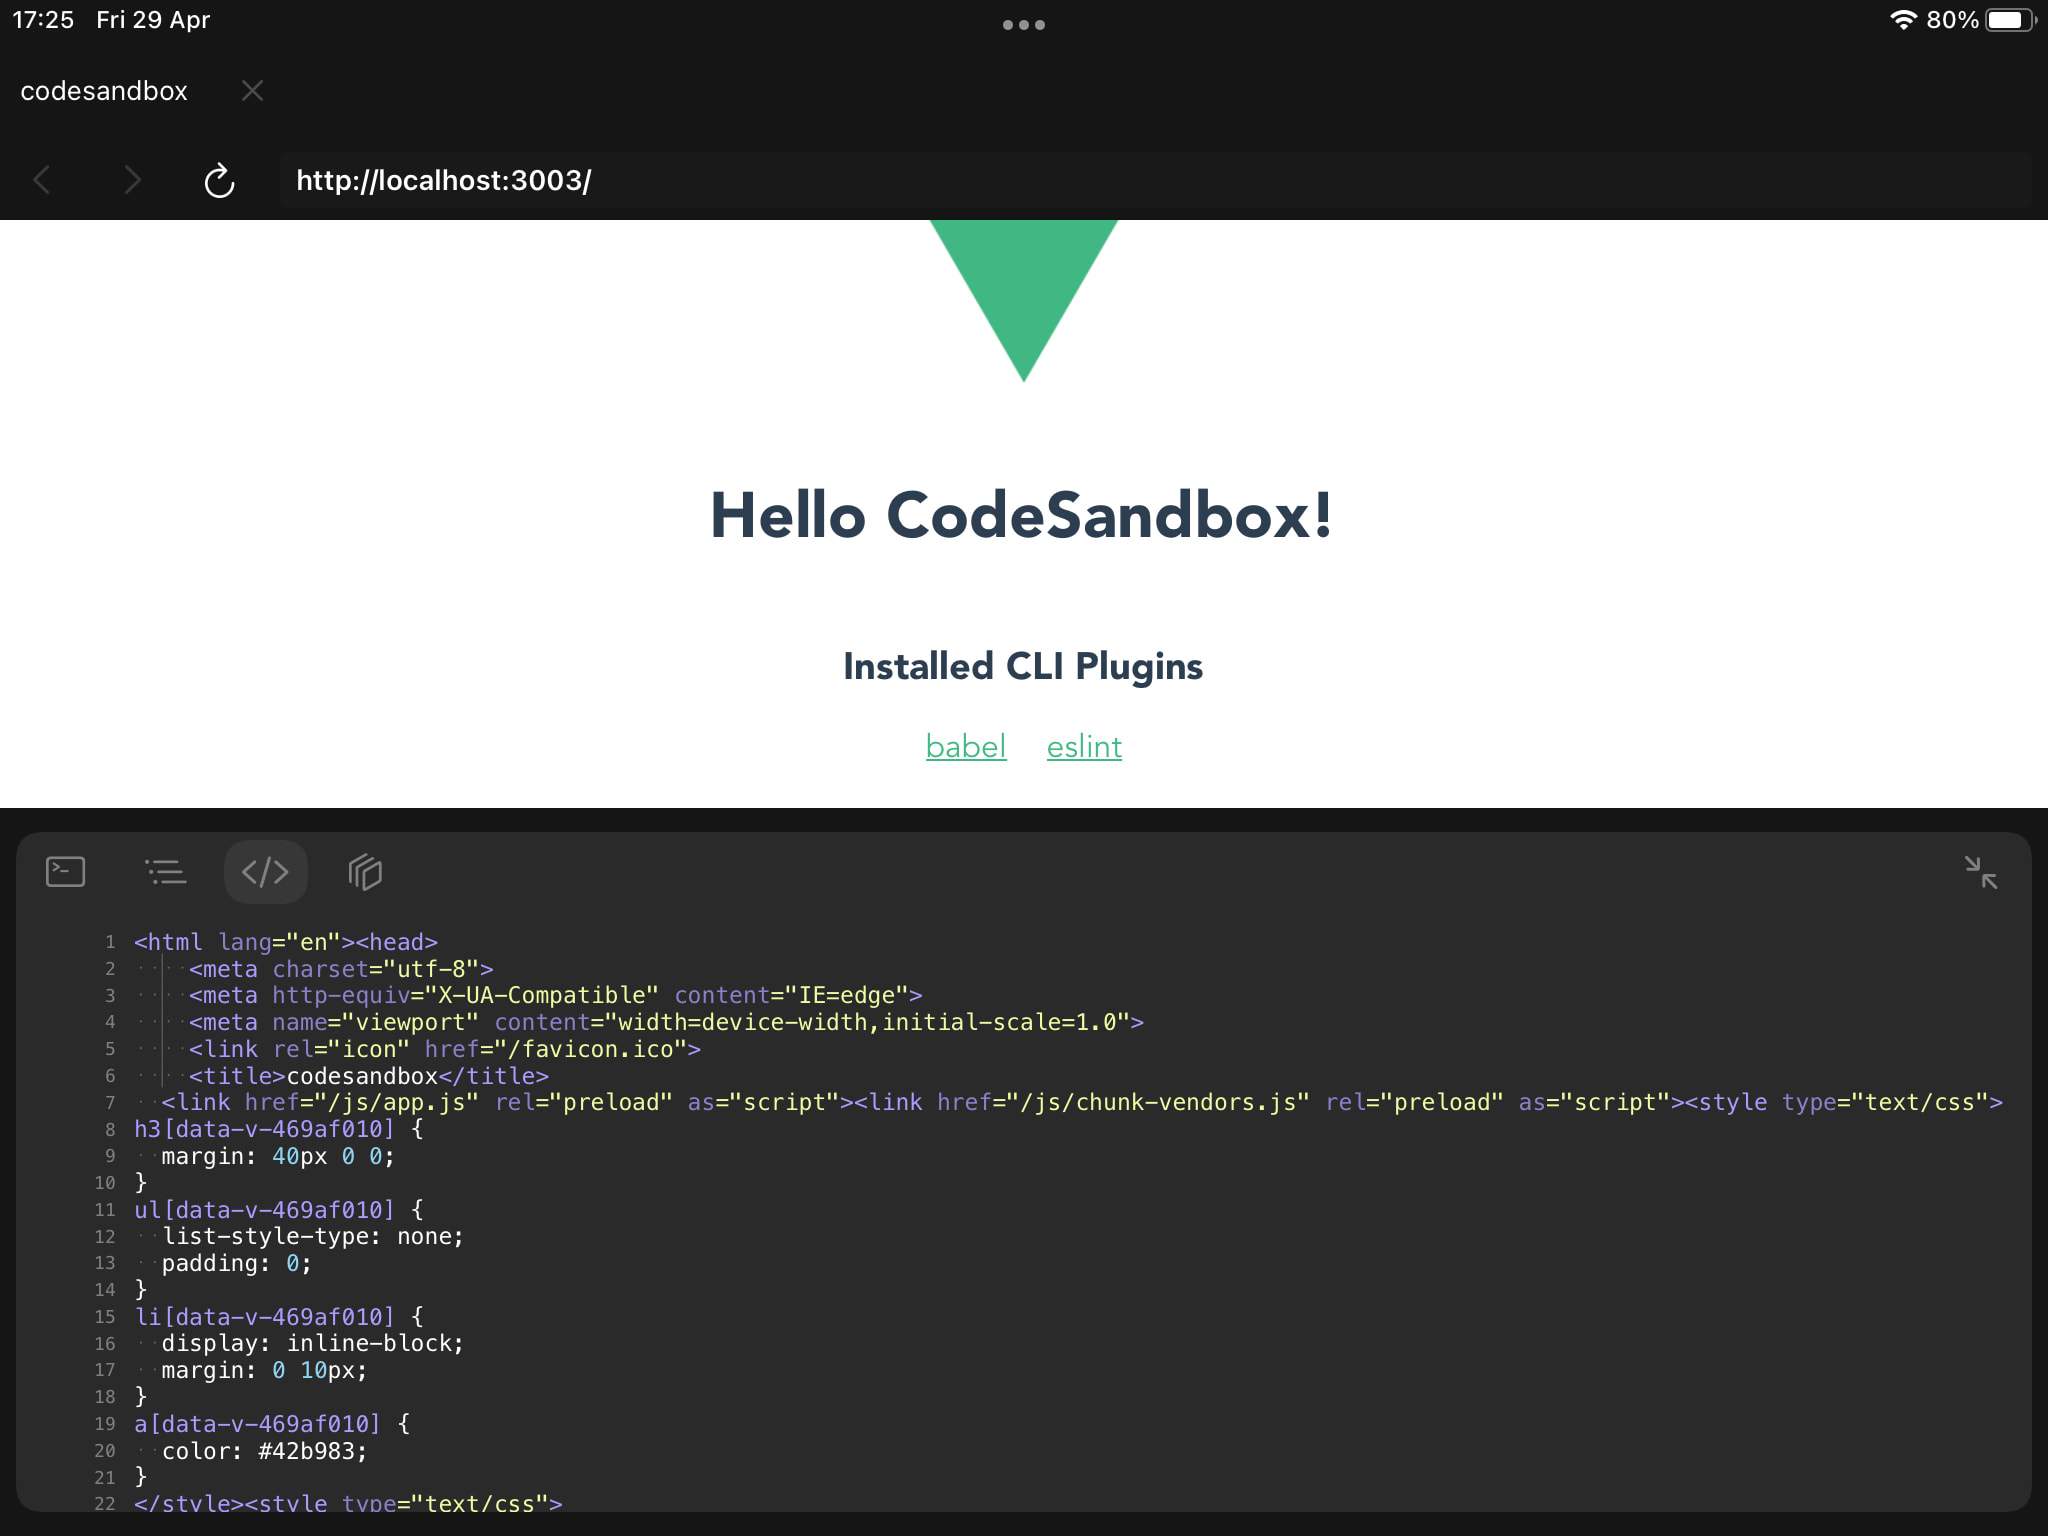 17:25 Fri 29 Apr 80%
codesandbox
http://localhost:3003/
Hello CodeSandbox!
Installed CLI Plugins
babel eslint
1 <html lang="en"><head>
2     <meta charset="utf-8">
3     <meta http-equiv="X-UA-Compatible" content="IE=edge">
4     <meta name="viewport" content="width=device-width,initial-scale=1.0">
5     <link rel="icon" href="/favicon.ico">
6     <title>codesandbox</title>
7   <link href="/js/app.js" rel="preload" as="script"><link href="/js/chunk-vendors.js" rel="preload" as="script"><style type="text/css">
8 h3[data-v-469af010] {
9   margin: 40px 0 0;
10 }
11 ul[data-v-469af010] {
12   list-style-type: none;
13   padding: 0;
14 }
15 li[data-v-469af010] {
16   display: inline-block;
17   margin: 0 10px;
18 }
19 a[data-v-469af010] {
20   color: #42b983;
21 }
22 </style><style type="text/css">